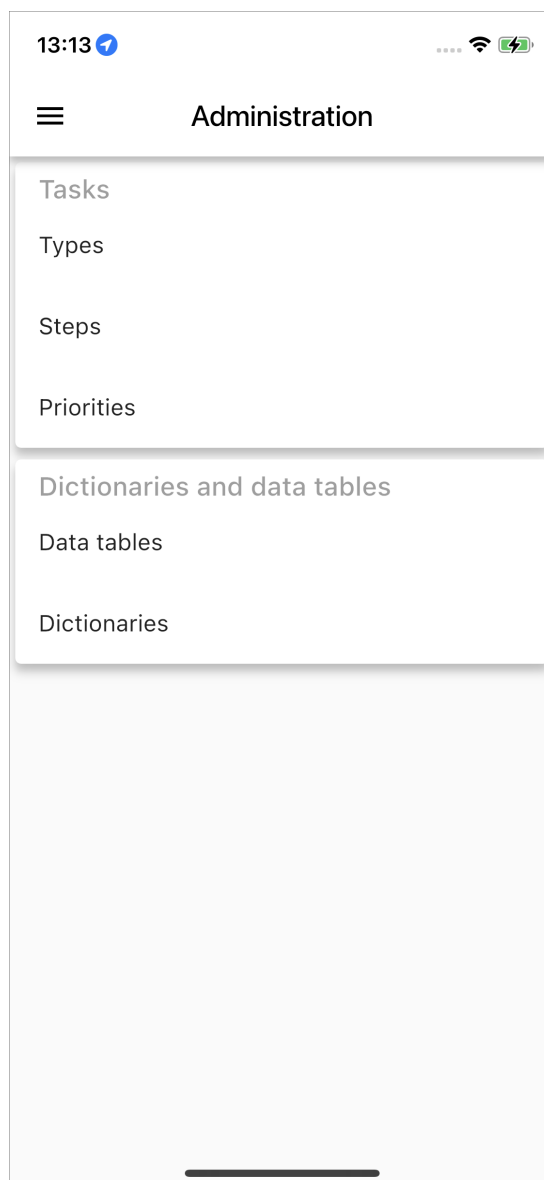 13:13
Administration
Tasks
Types
Steps
Priorities
Dictionaries and data tables
Data tables
Dictionaries